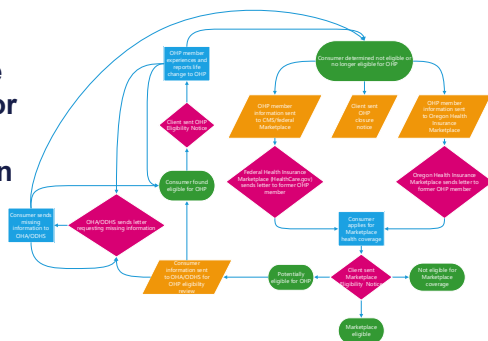 or
n
OHP member
experiences and
reports life
change to OHP
Consumer determined not eligible or
no longer eligible for OHP
OHP member
information sent
to CMS/federal
Marketplace
Client sent
OHP
closure
notice
OHP member
information sent
to Oregon Health
Insurance
Marketplace
Client sent OHP
Eligibility Notice
Federal Health Insurance
Marketplace (HealthCare.gov)
sends letter to former OHP
member
Oregon Health Insurance
Marketplace sends letter to
former OHP member
Consumer found
eligible for OHP
Consumer sends
missing
information to
OHA/ODHS
OHA/ODHS sends letter
requesting missing information
Consumer
applies for
Marketplace
health coverage
Consumer
information sent
to OHA/ODHS for
OHP eligibility
review
Potentially
eligible for OHP
Client sent
Marketplace
Eligibility Notice
Not eligible for
Marketplace
coverage
Marketplace
eligible